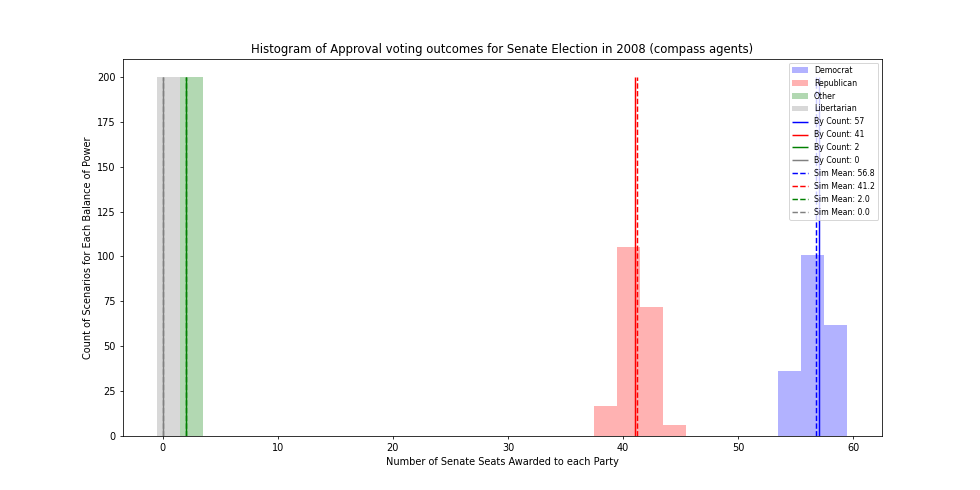 Histogram of Approval voting outcomes for Senate Election in 2008 (compass agents)
Count of Scenarios for Each Balance of Power
200
175
150
125
100
75
50
25
0
Democrat
Republican
Other
Libertarian
By Count: 57
By Count: 41
By Count: 2
By Count: 0
Sim Mean: 56.8
Sim Mean: 41.2
Sim Mean: 2.0
Sim Mean: 0.0
0 10 20 30 40 50 60
Number of Senate Seats Awarded to each Party